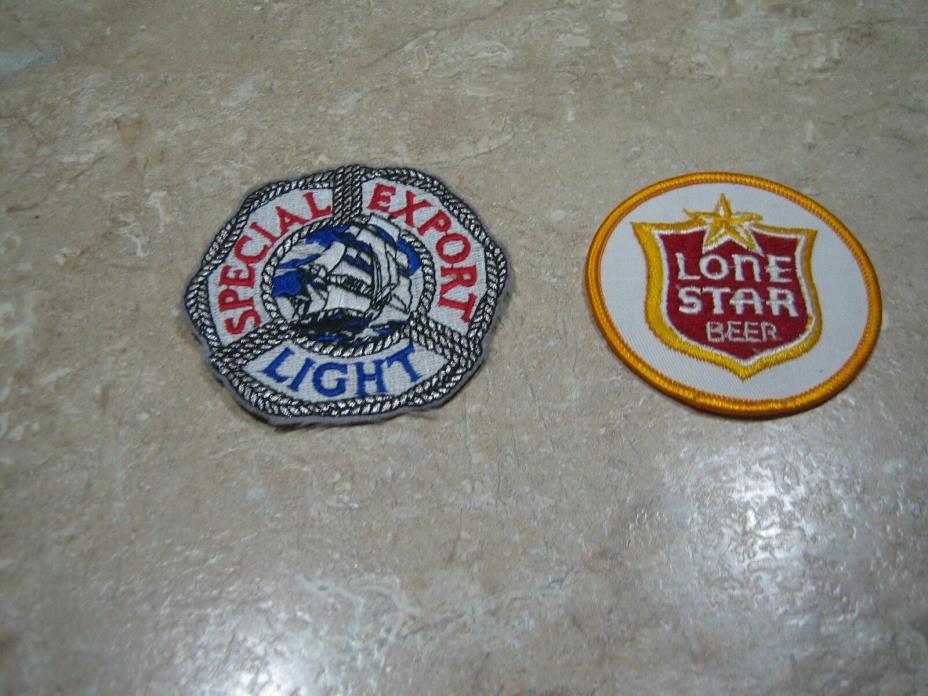 SPECIAL EXPORT
LIGHT
LONE
STAR
BEER